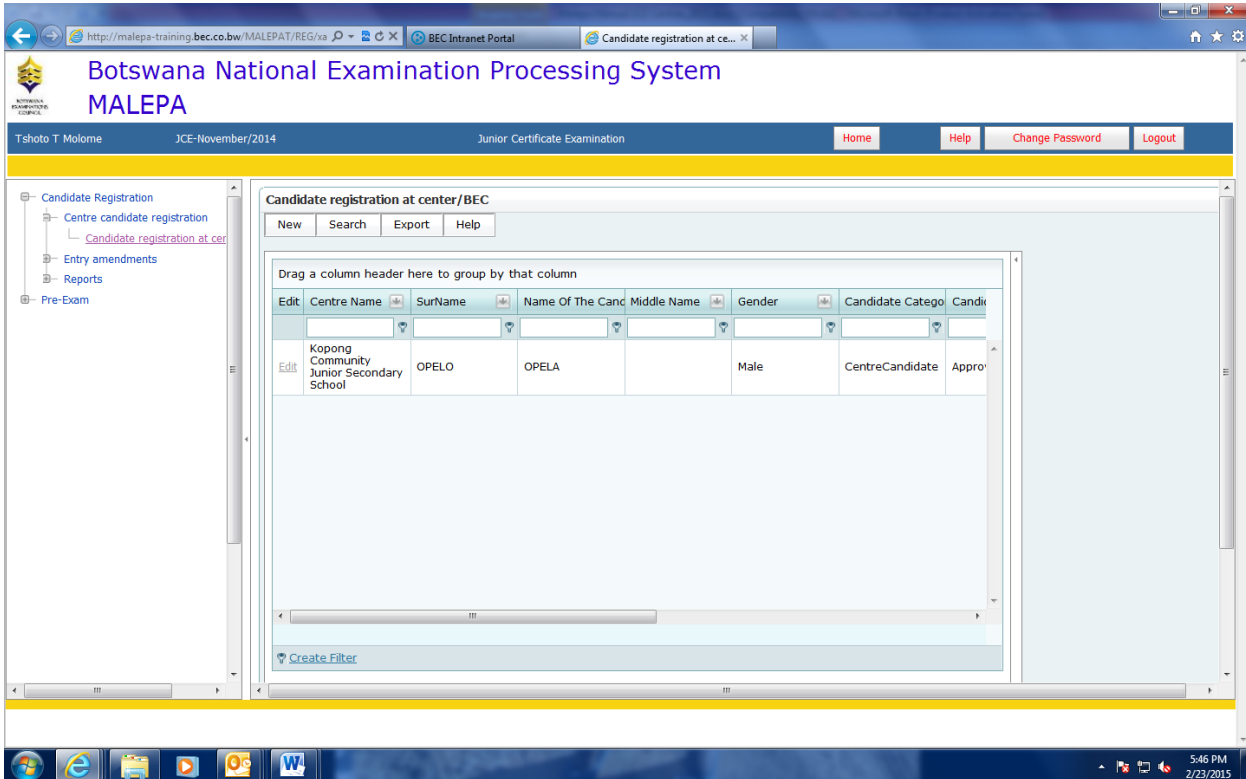 http://malepa-training.bec.co.bw/MALEPAT/REG/xa
BEC Intranet Portal
Candidate registration at ce...
BOTSWANA
EXAMINATIONS
COUNCIL
Botswana National Examination Processing System
MALEPA
Tshoto T Molome JCE-November/2014 Junior Certificate Examination Home Help Change Password Logout
Candidate Registration
Centre candidate registration
Candidate registration at cer
Entry amendments
Reports
Pre-Exam
Candidate registration at center/BEC
New Search Export Help
Drag a column header here to group by that column
Edit Centre Name SurName Name Of The Cand Middle Name Gender Candidate Catego Candid
Edit Kopong Community Junior Secondary School OPELO OPELA Male CentreCandidate Approv
Create Filter
5:46 PM
2/23/2015